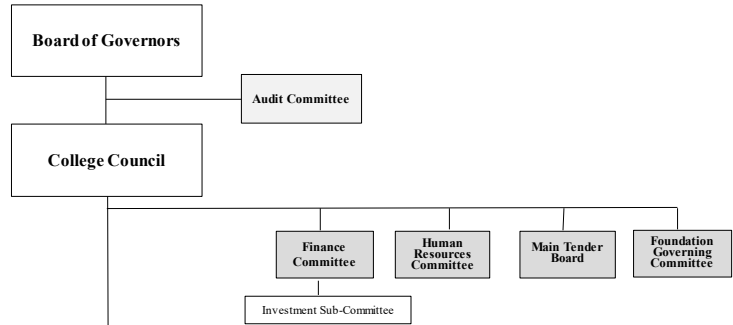 Board of Governors
Audit Committee
College Council
Finance
Committee
Human
Resources
Committee
Main Tender
Board
Foundation
Governing
Committee
Investment Sub-Committee